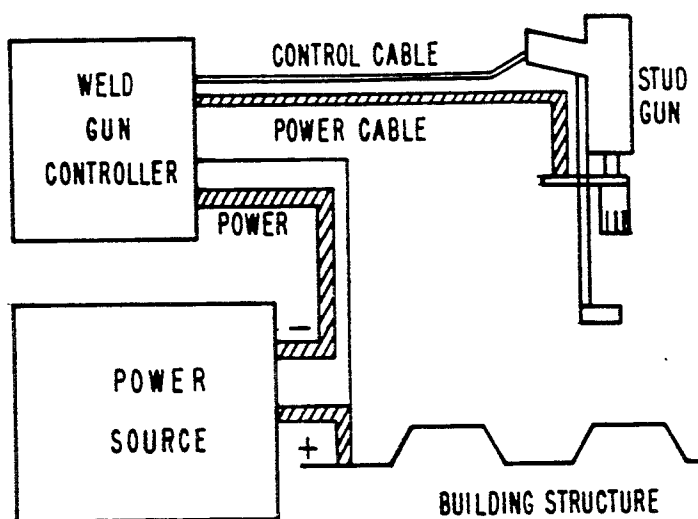 WELD
GUN
CONTROLLER
CONTROL CABLE
POWER CABLE
STUD
GUN
POWER
−
POWER
SOURCE
+
BUILDING STRUCTURE